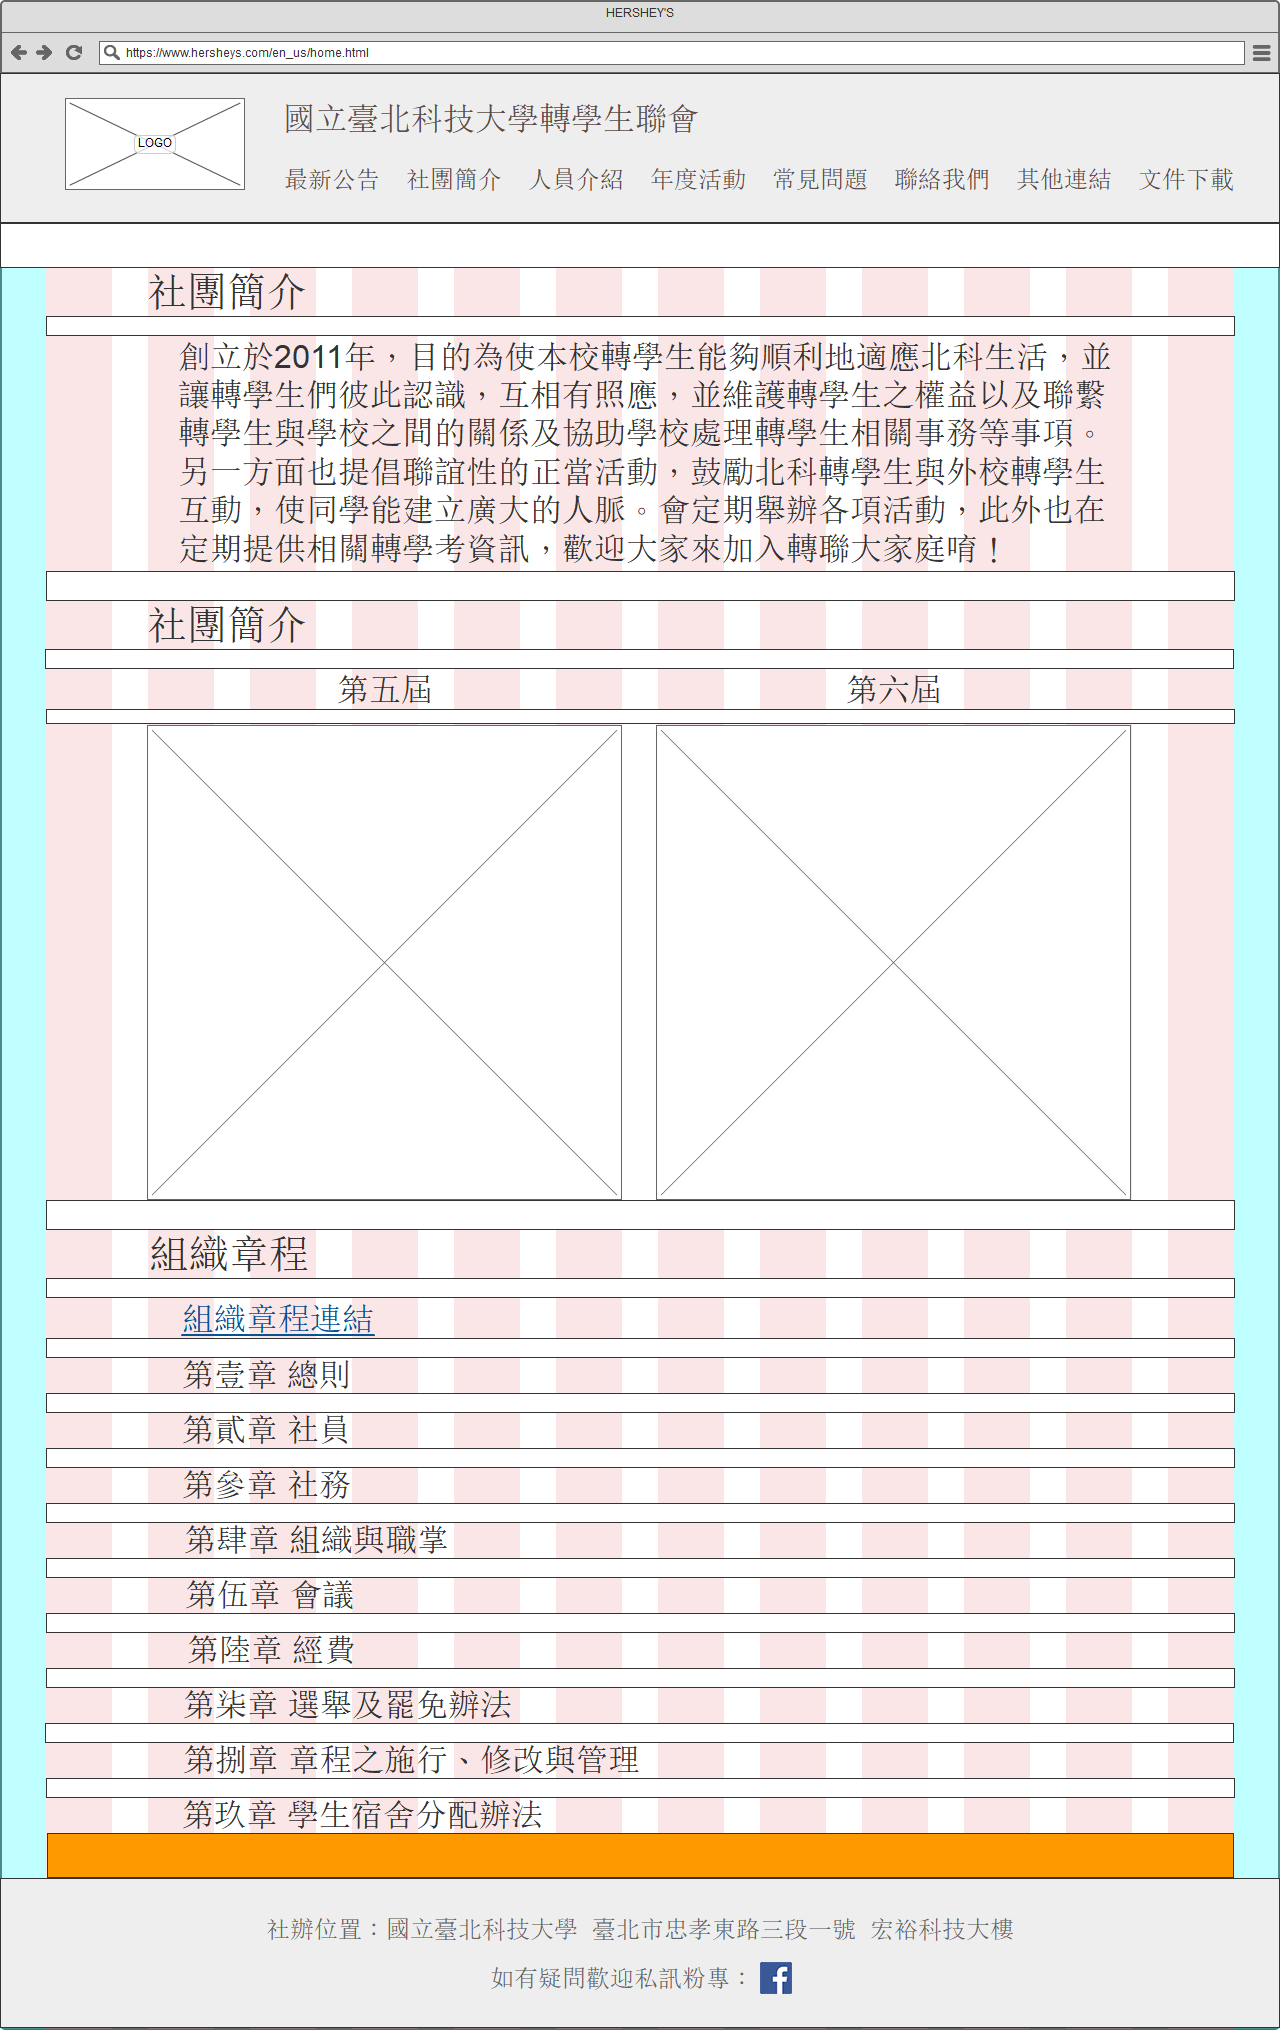 HERSHEY'S
https://www.hersheys.com/en_us/home.html
LOGO
國立臺北科技大學轉學生聯會
最新公告 社團簡介 人員介紹 年度活動 常見問題 聯絡我們 其他連結 文件下載
社團簡介
創立於2011年，目的為使本校轉學生能夠順利地適應北科生活，並
讓轉學生們彼此認識，互相有照應，並維護轉學生之權益以及聯繫
轉學生與學校之間的關係及協助學校處理轉學生相關事務等事項。
另一方面也提倡聯誼性的正當活動，鼓勵北科轉學生與外校轉學生
互動，使同學能建立廣大的人脈。會定期舉辦各項活動，此外也在
定期提供相關轉學考資訊，歡迎大家來加入轉聯大家庭唷！
社團簡介
第五屆 第六屆
組織章程
組織章程連結
第壹章 總則
第貳章 社員
第參章 社務
第肆章 組織與職掌
第伍章 會議
第陸章 經費
第柒章 選舉及罷免辦法
第捌章 章程之施行、修改與管理
第玖章 學生宿舍分配辦法
社辦位置：國立臺北科技大學 臺北市忠孝東路三段一號 宏裕科技大樓
如有疑問歡迎私訊粉專：